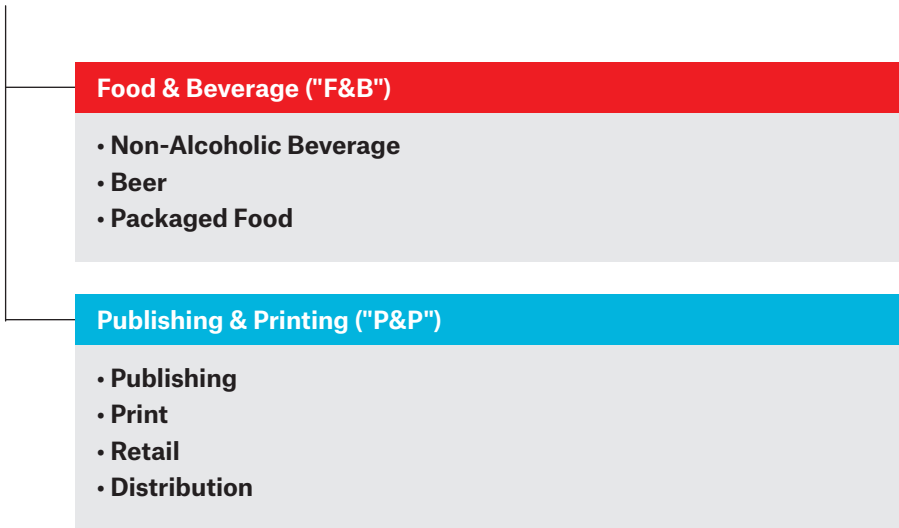 Food & Beverage ("F&B")
• Non-Alcoholic Beverage
• Beer
• Packaged Food
Publishing & Printing ("P&P")
• Publishing
• Print
• Retail
• Distribution